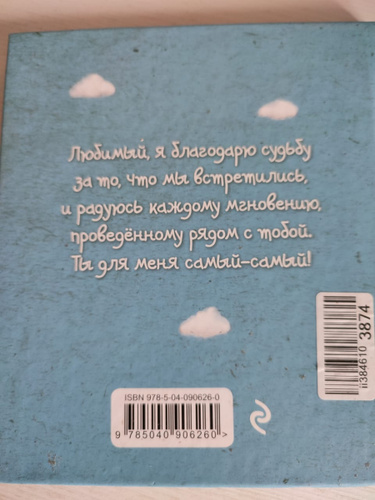 Любимый, я благодарю судьбу
за то, что мы встретились,
и радуюсь каждому мгновению,
проведённому рядом с тобой.
Ты для меня самый-самый!
ii384610 3874
ISBN 978-5-04-090626-0
9 785040 906260>